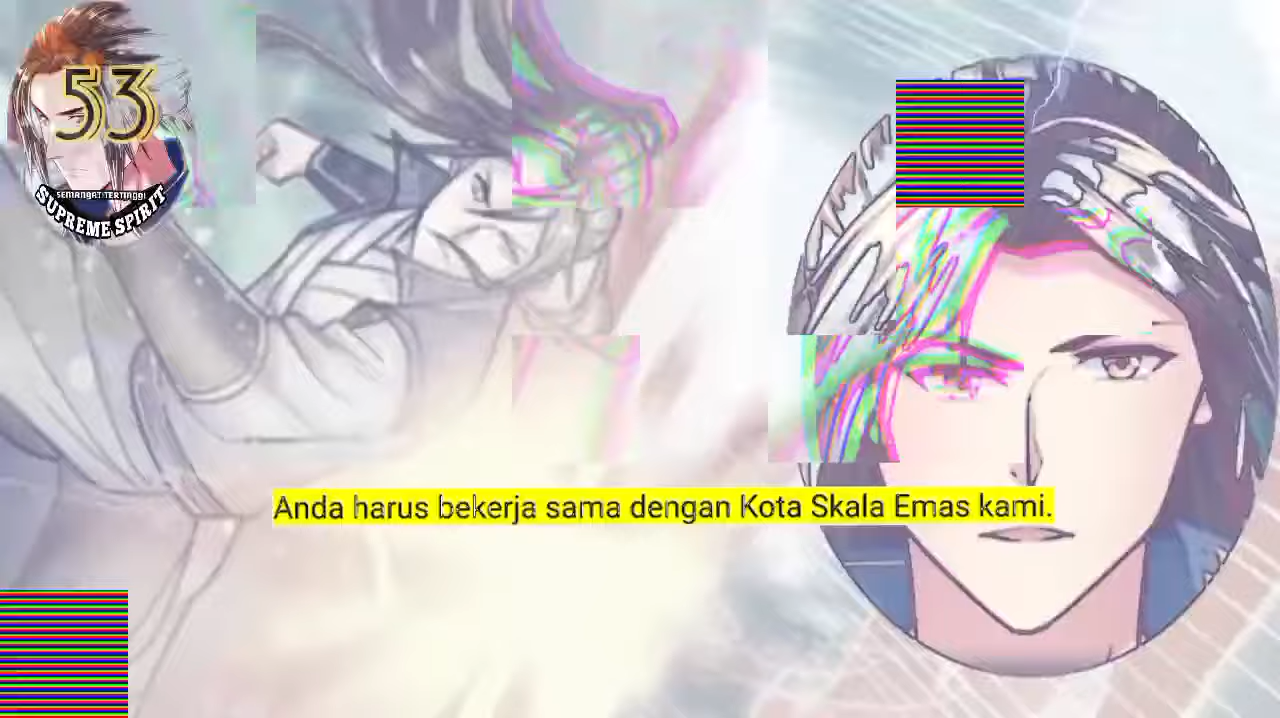 53
SEMANGAT TERTINGGI
SUPREME SPIRIT
Anda harus bekerja sama dengan Kota Skala Emas kami.